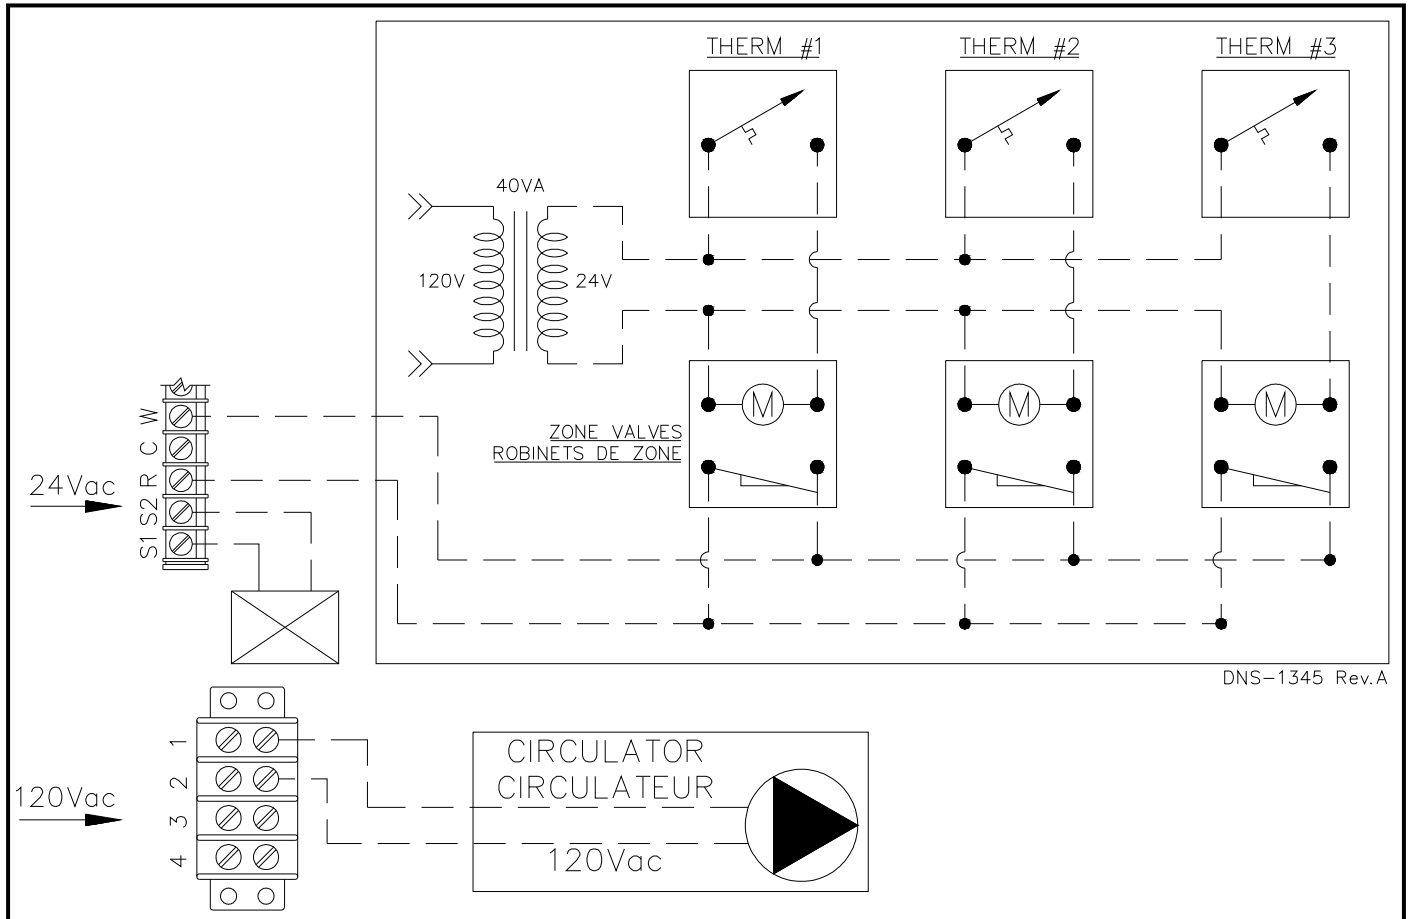 THERM #1
THERM #2
THERM #3
40VA
120V
24V
M
M
M
ZONE VALVES
ROBINETS DE ZONE
W
C
R
S2
S1
24Vac
DNS-1345 Rev.A
1
2
3
4
120Vac
CIRCULATOR
CIRCULATEUR
120Vac